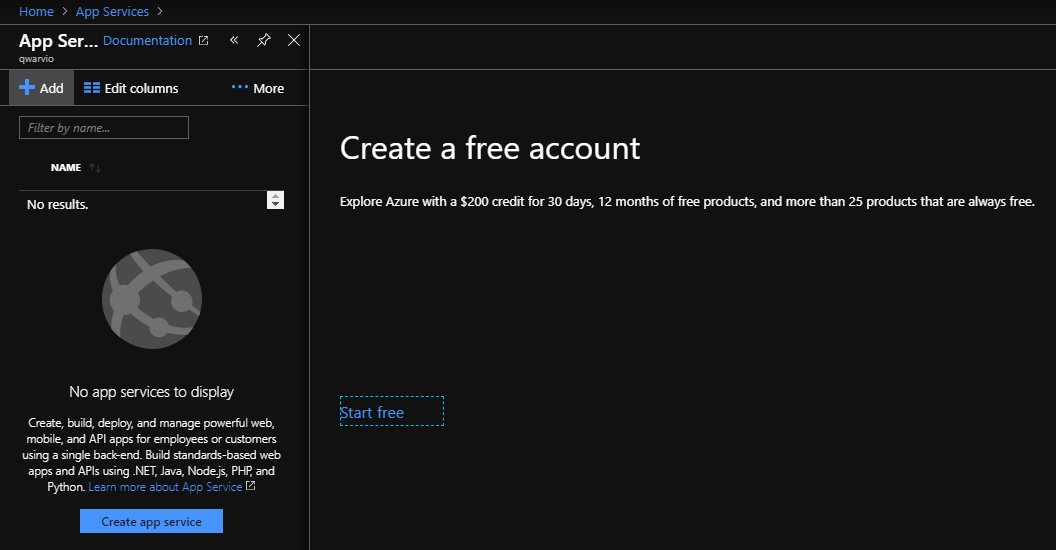 Home > App Services >
App Ser... Documentation
qwarvio
Add Edit columns ··· More
Filter by name...
NAME
No results.
No app services to display
Create, build, deploy, and manage powerful web,
mobile, and API apps for employees or customers
using a single back-end. Build standards-based web
apps and APIs using .NET, Java, Node.js, PHP, and
Python. Learn more about App Service
Create app service
Create a free account
Explore Azure with a $200 credit for 30 days, 12 months of free products, and more than 25 products that are always free.
Start free